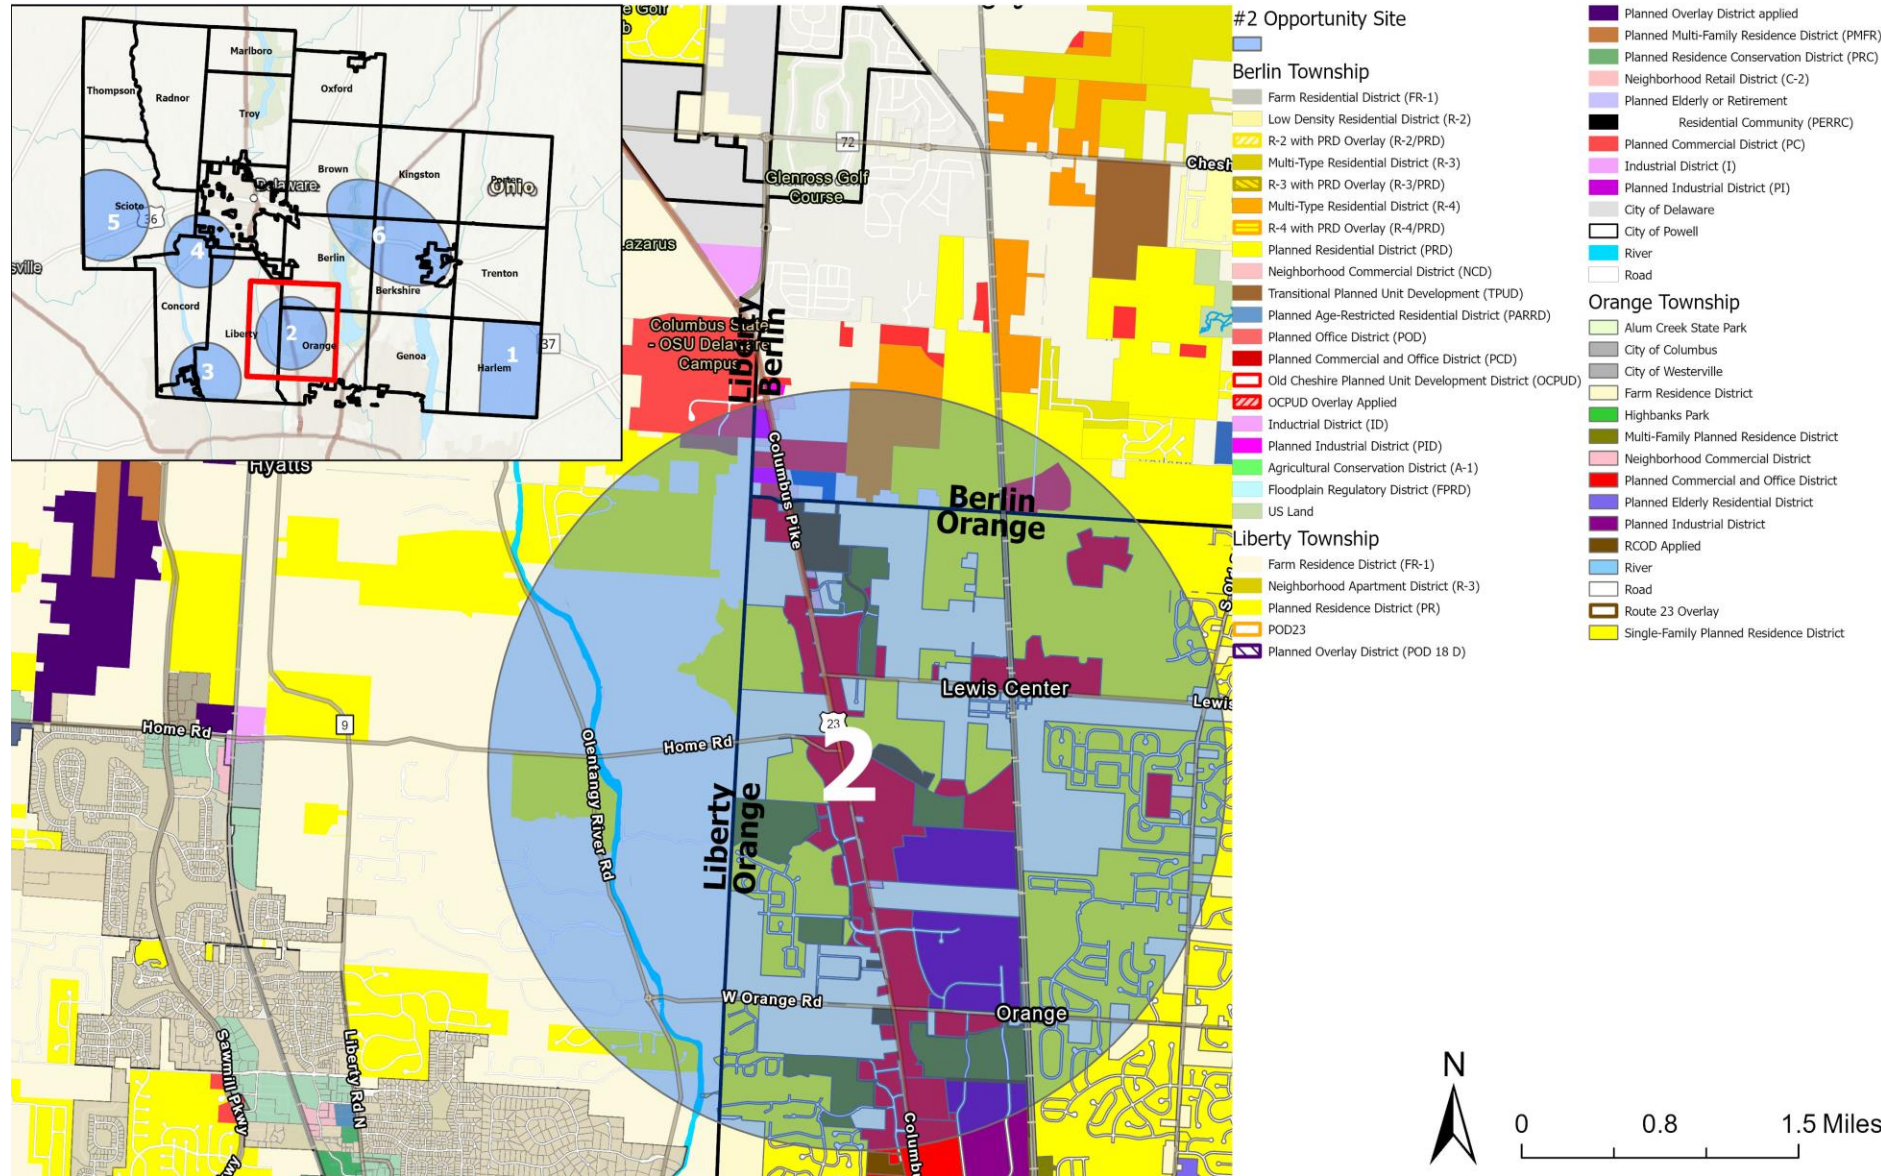 Marlboro
Thompson
Radnor
Oxford
Troy
Brown
Kingston
Porter
Ohio
Delaware
Scioto
36
5
4
6
Berlin
Trenton
Berkshire
Concord
Liberty
2
Orange
Genoa
1
37
Harlem
3
sville
e Golf
72
Chesh
Glenross Golf
Course
Lazarus
Columbus State
- OSU Delaware
Campus
Liberty
Berlin
Columbus Pike
Berlin
Orange
Hyatts
Lewis Center
Lewis
23
2
Home Rd
9
Home Rd
Olentangy River Rd
Liberty
Orange
W Orange Rd
Orange
Sawmill Pkwy
Liberty Rd N
wy
Columbu
#2 Opportunity Site
Berlin Township
Farm Residential District (FR-1)
Low Density Residential District (R-2)
R-2 with PRD Overlay (R-2/PRD)
Multi-Type Residential District (R-3)
R-3 with PRD Overlay (R-3/PRD)
Multi-Type Residential District (R-4)
R-4 with PRD Overlay (R-4/PRD)
Planned Residential District (PRD)
Neighborhood Commercial District (NCD)
Transitional Planned Unit Development (TPUD)
Planned Age-Restricted Residential District (PARRD)
Planned Office District (POD)
Planned Commercial and Office District (PCD)
Old Cheshire Planned Unit Development District (OCPUD)
OCPUD Overlay Applied
Industrial District (ID)
Planned Industrial District (PID)
Agricultural Conservation District (A-1)
Floodplain Regulatory District (FPRD)
US Land
Liberty Township
Farm Residence District (FR-1)
Neighborhood Apartment District (R-3)
Planned Residence District (PR)
POD23
Planned Overlay District (POD 18 D)
Planned Overlay District applied
Planned Multi-Family Residence District (PMFR)
Planned Residence Conservation District (PRC)
Neighborhood Retail District (C-2)
Planned Elderly or Retirement
Residential Community (PERRC)
Planned Commercial District (PC)
Industrial District (I)
Planned Industrial District (PI)
City of Delaware
City of Powell
River
Road
Orange Township
Alum Creek State Park
City of Columbus
City of Westerville
Farm Residence District
Highbanks Park
Multi-Family Planned Residence District
Neighborhood Commercial District
Planned Commercial and Office District
Planned Elderly Residential District
Planned Industrial District
RCOD Applied
River
Road
Route 23 Overlay
Single-Family Planned Residence District
N
0 0.8 1.5 Miles